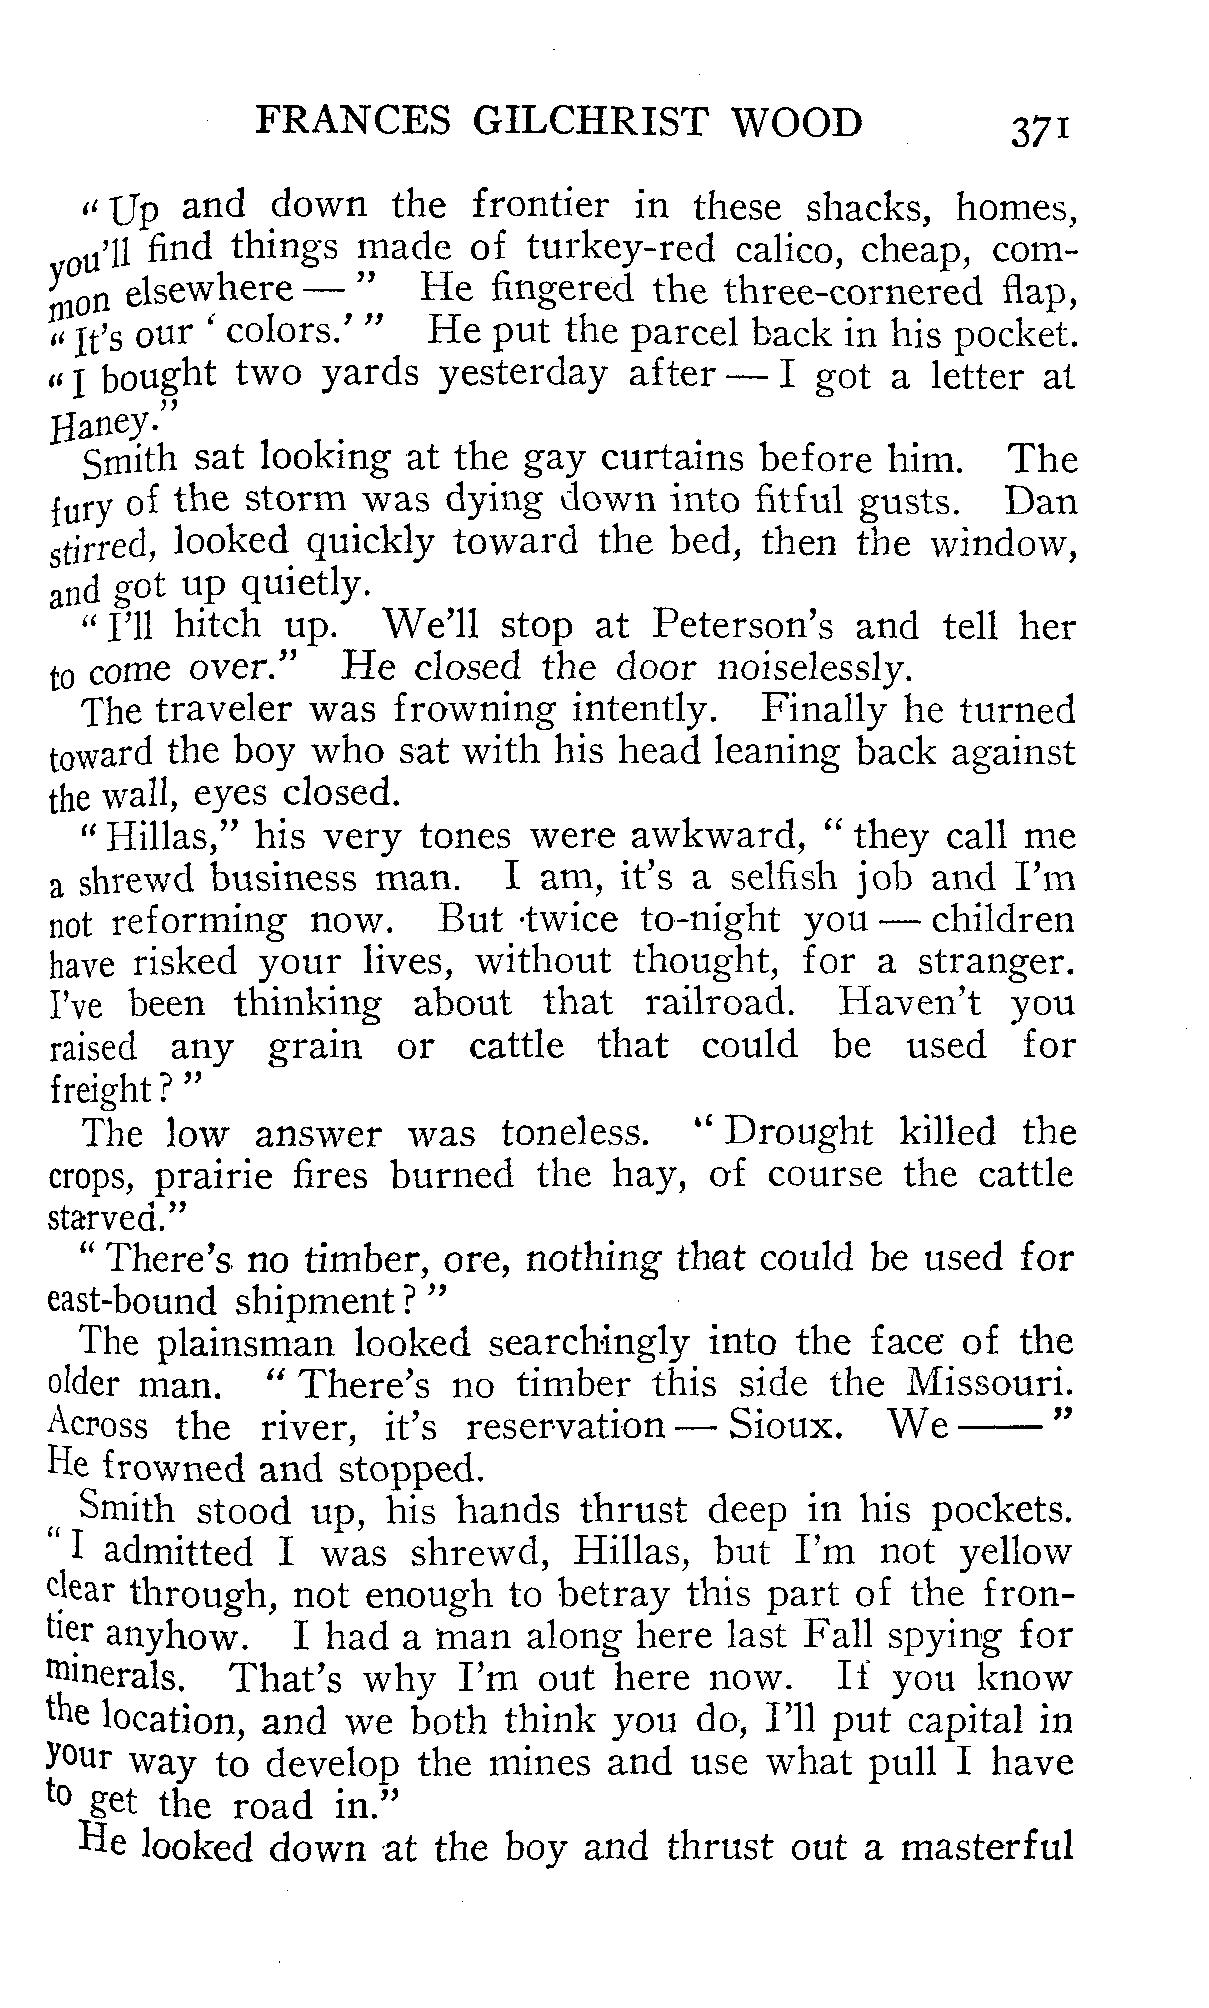 FRANCES GILCHRIST WOOD 371
" Up and down the frontier in these shacks, homes,
you'll find things made of turkey-red calico, cheap, com-
mon elsewhere — " He fingered the three-cornered flap,
" It's our ' colors.' " He put the parcel back in his pocket.
" I bought two yards yesterday after — I got a letter at
Haney."
Smith sat looking at the gay curtains before him. The
fury of the storm was dying down into fitful gusts. Dan
stirred, looked quickly toward the bed, then the window,
and got up quietly.
" I'll hitch up. We'll stop at Peterson's and tell her
to come over." He closed the door noiselessly.
The traveler was frowning intently. Finally he turned
toward the boy who sat with his head leaning back against
the wall, eyes closed.
" Hillas," his very tones were awkward, " they call me
a shrewd business man. I am, it's a selfish job and I'm
not reforming now. But twice to-night you — children
have risked your lives, without thought, for a stranger.
I've been thinking about that railroad. Haven't you
raised any grain or cattle that could be used for
freight? "
The low answer was toneless. " Drought killed the
crops, prairie fires burned the hay, of course the cattle
starved."
" There's no timber, ore, nothing that could be used for
east-bound shipment? "
The plainsman looked searchingly into the face of the
older man. " There's no timber this side the Missouri.
Across the river, it's reservation — Sioux. We —— "
He frowned and stopped.
Smith stood up, his hands thrust deep in his pockets.
" I admitted I was shrewd, Hillas, but I'm not yellow
clear through, not enough to betray this part of the fron-
tier anyhow. I had a man along here last Fall spying for
minerals. That's why I'm out here now. If you know
the location, and we both think you do, I'll put capital in
your way to develop the mines and use what pull I have
to get the road in."
He looked down at the boy and thrust out a masterful